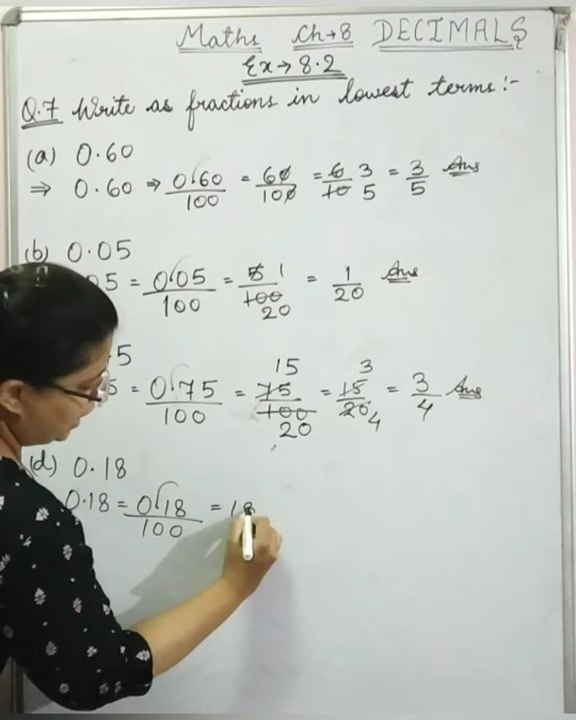 Maths Ch→8 DECIMALS
Ex→8.2
Q.7 Write as fractions in lowest terms:-
(a) 0.60
⇒ 0.60 ⇒ 0.60/100 = 60/100 = 6/10 3/5 = 3/5 Ans
(b) 0.05
05 = 0.05/100 = 5/100 1/20 = 1/20 Ans
.5
5 = 0.75/100 = 75/100 15/20 = 15/20 3/4 = 3/4 Ans
(d) 0.18
0.18 = 0.18/100 = 18